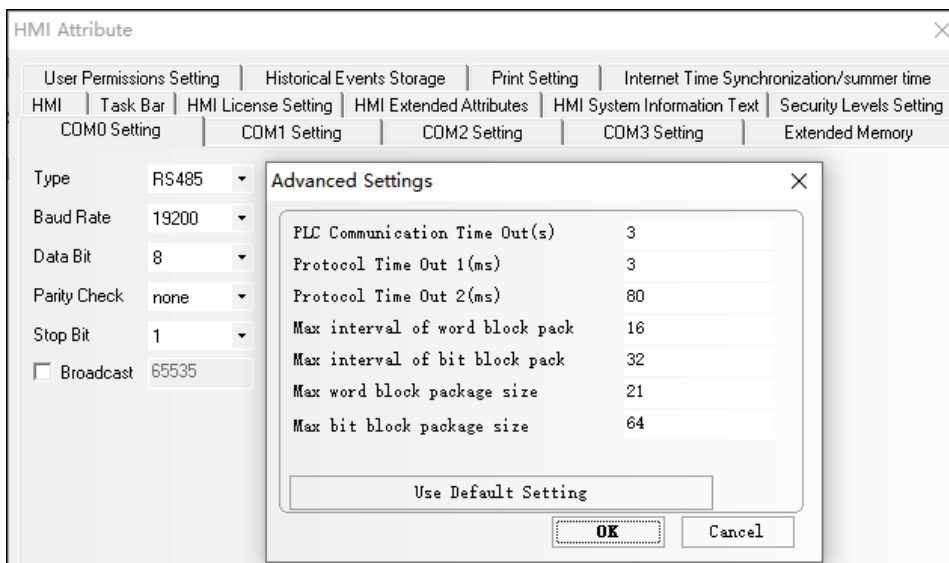 HMI Attribute
User Permissions Setting Historical Events Storage Print Setting Internet Time Synchronization/summer time
HMI Task Bar HMI License Setting HMI Extended Attributes HMI System Information Text Security Levels Setting
COM0 Setting COM1 Setting COM2 Setting COM3 Setting Extended Memory
Type RS485
Baud Rate 19200
Data Bit 8
Parity Check none
Stop Bit 1
Broadcast 65535
Advanced Settings
PLC Communication Time Out(s) 3
Protocol Time Out 1(ms) 3
Protocol Time Out 2(ms) 80
Max interval of word block pack 16
Max interval of bit block pack 32
Max word block package size 21
Max bit block package size 64
Use Default Setting
OK Cancel